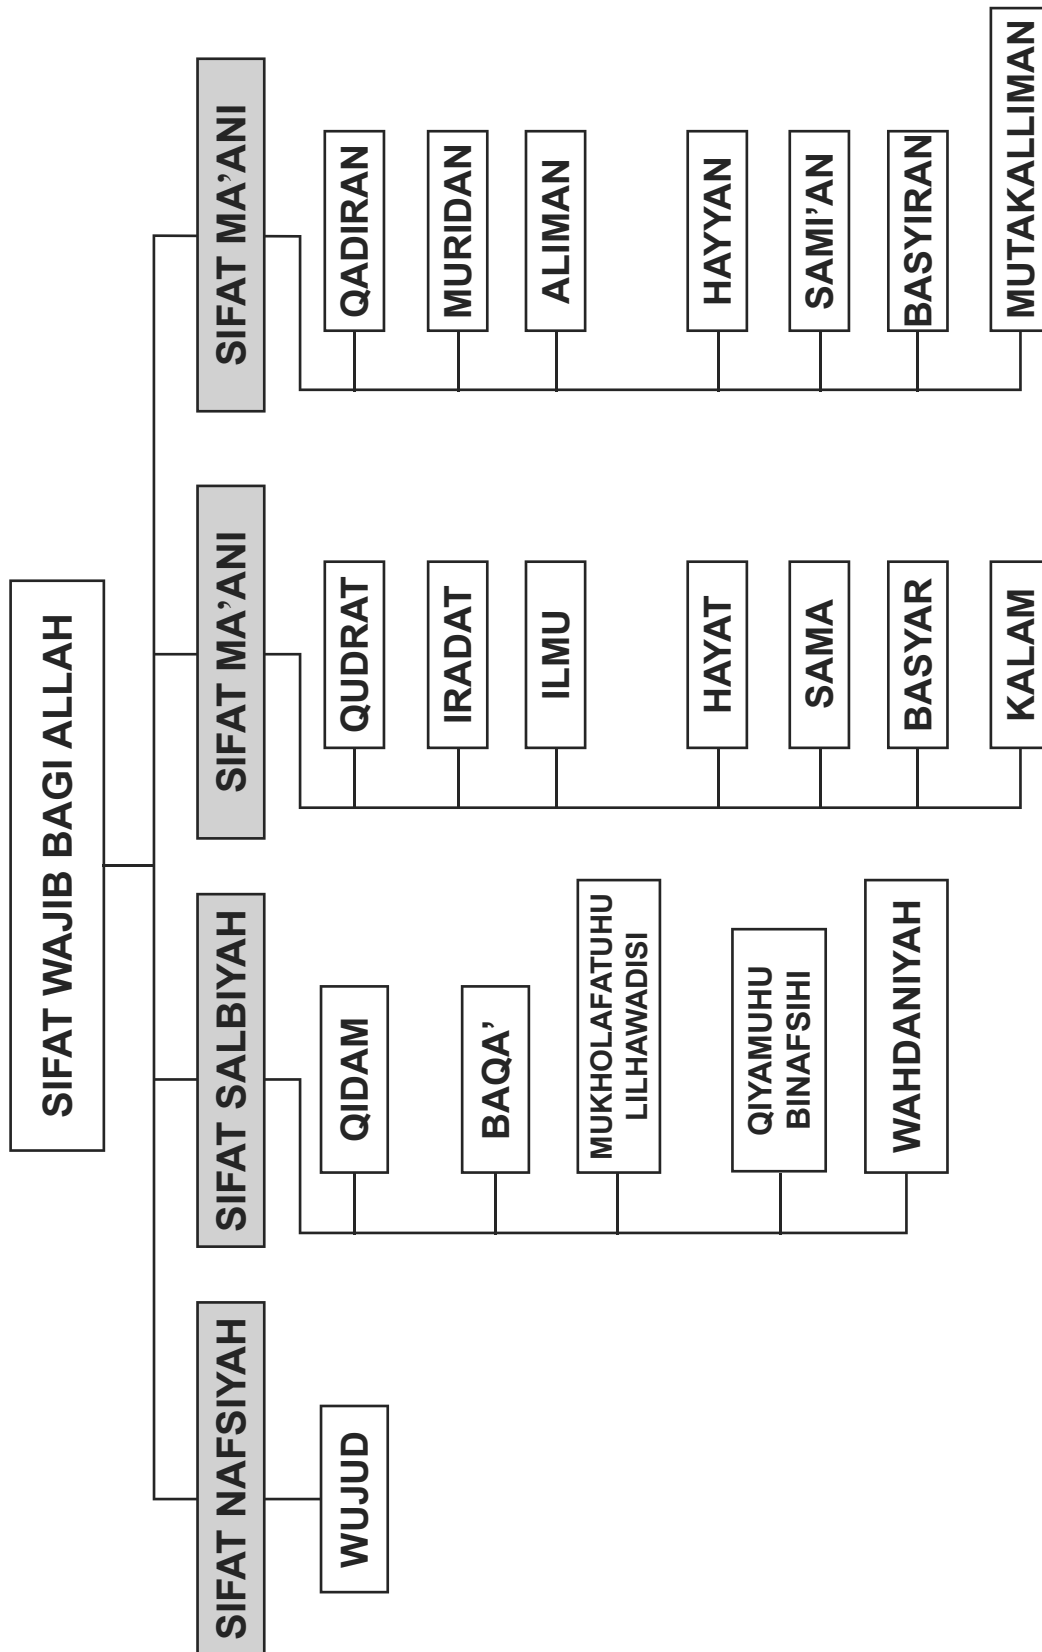 SIFAT WAJIB BAGI ALLAH
SIFAT NAFSIYAH
WUJUD
SIFAT SALBIYAH
QIDAM
BAQA’
MUKHOLAFATUHU
LILHAWADISI
QIYAMUHU
BINAFSIHI
WAHDANIYAH
SIFAT MA’ANI
QUDRAT
IRADAT
ILMU
HAYAT
SAMA
BASYAR
KALAM
SIFAT MA’ANI
QADIRAN
MURIDAN
ALIMAN
HAYYAN
SAMI’AN
BASYIRAN
MUTAKALLIMAN